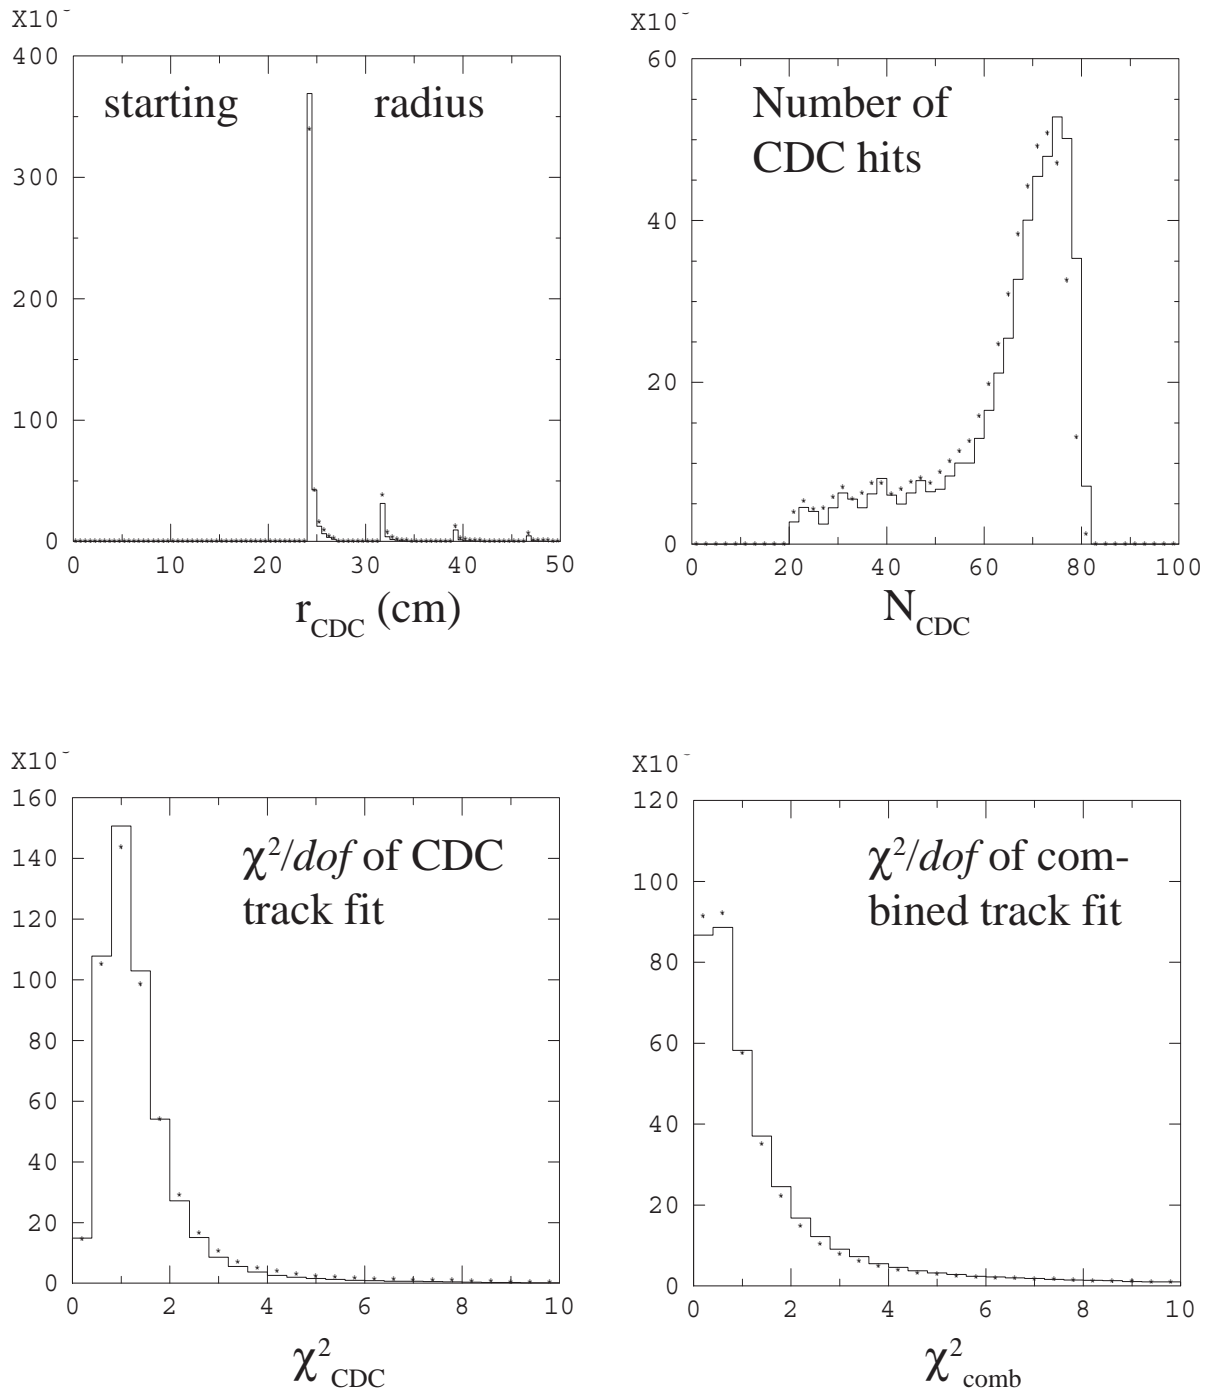 X10
400
300
200
100
0
starting radius
0 10 20 30 40 50
r_CDC (cm)
X10
60
40
20
0
Number of
CDC hits
0 20 40 60 80 100
N_CDC
X10
160
140
120
100
80
60
40
20
0
χ²/dof of CDC
track fit
0 2 4 6 8 10
χ²_CDC
X10
120
100
80
60
40
20
0
χ²/dof of com-
bined track fit
0 2 4 6 8 10
χ²_comb